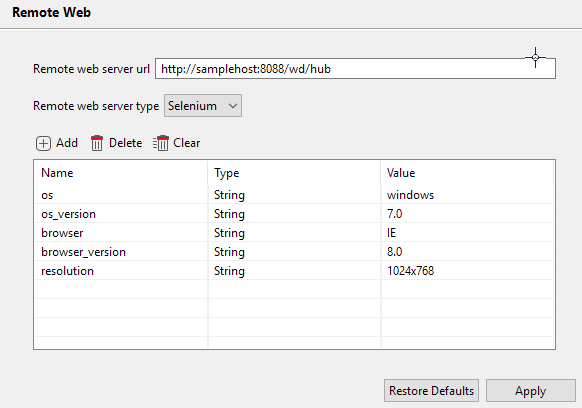 Remote Web
Remote web server url http://samplehost:8088/wd/hub
Remote web server type Selenium
Add Delete Clear
Name Type Value
os String windows
os_version String 7.0
browser String IE
browser_version String 8.0
resolution String 1024x768
Restore Defaults Apply